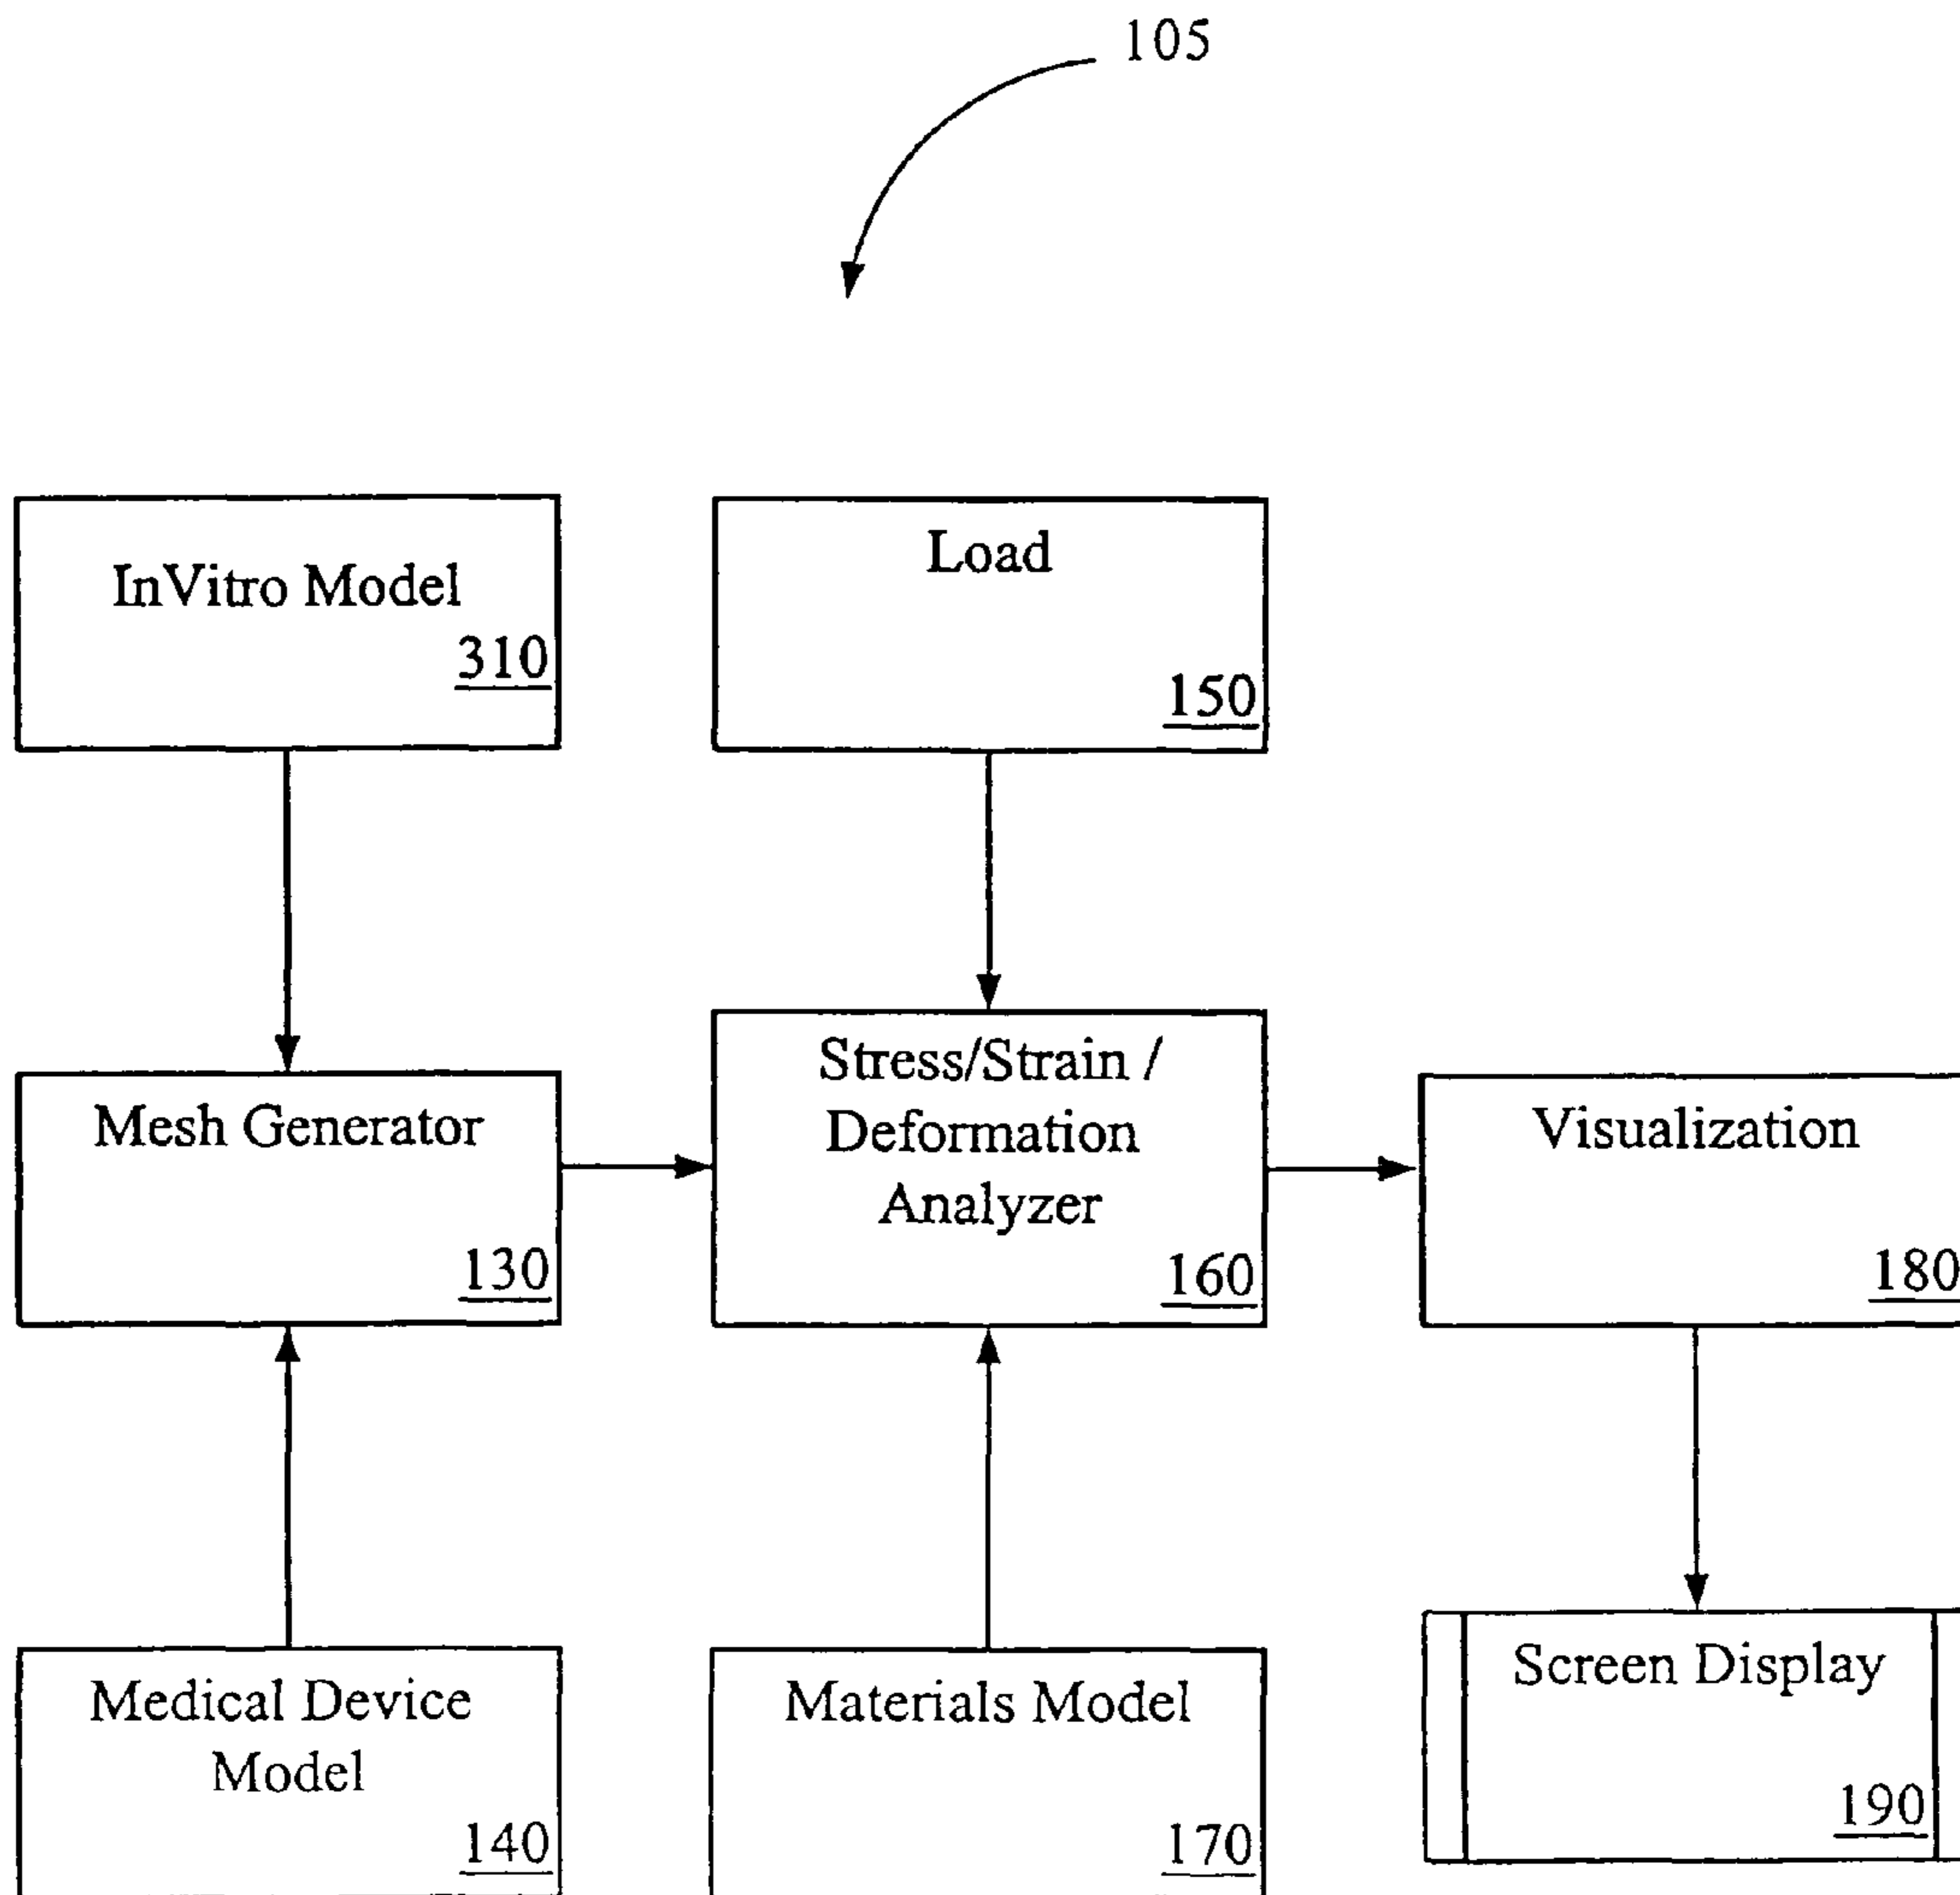 105
InVitro Model
310
Load
150
Mesh Generator
130
Stress/Strain /
Deformation
Analyzer
160
Visualization
180
Medical Device
Model
140
Materials Model
170
Screen Display
190